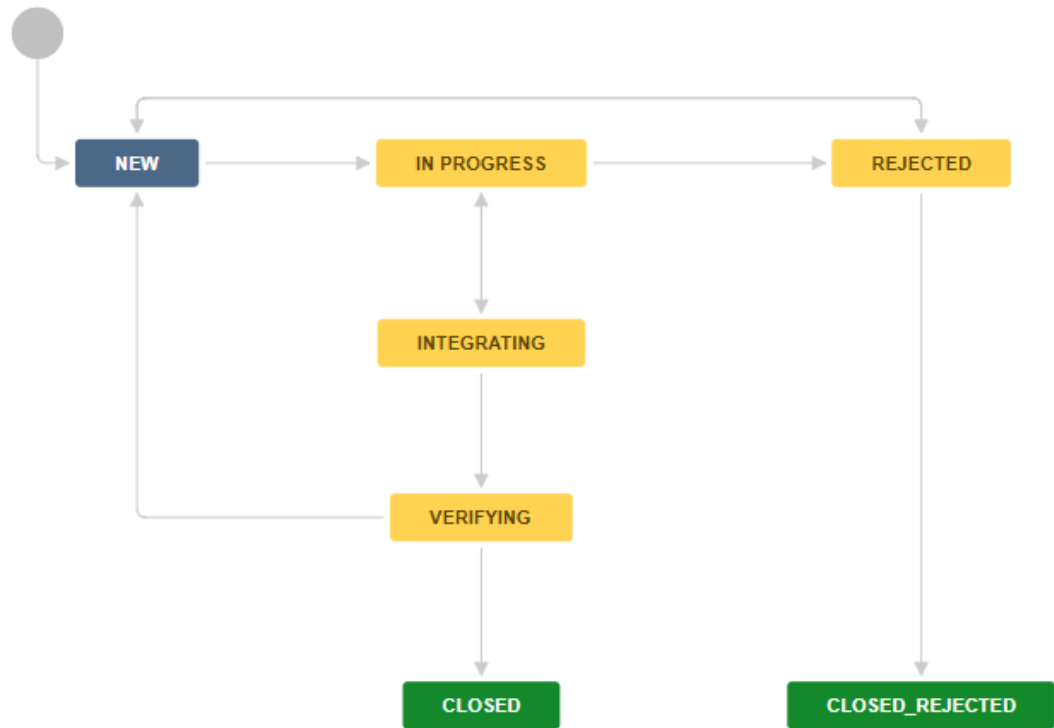 NEW
IN PROGRESS
REJECTED
INTEGRATING
VERIFYING
CLOSED
CLOSED_REJECTED